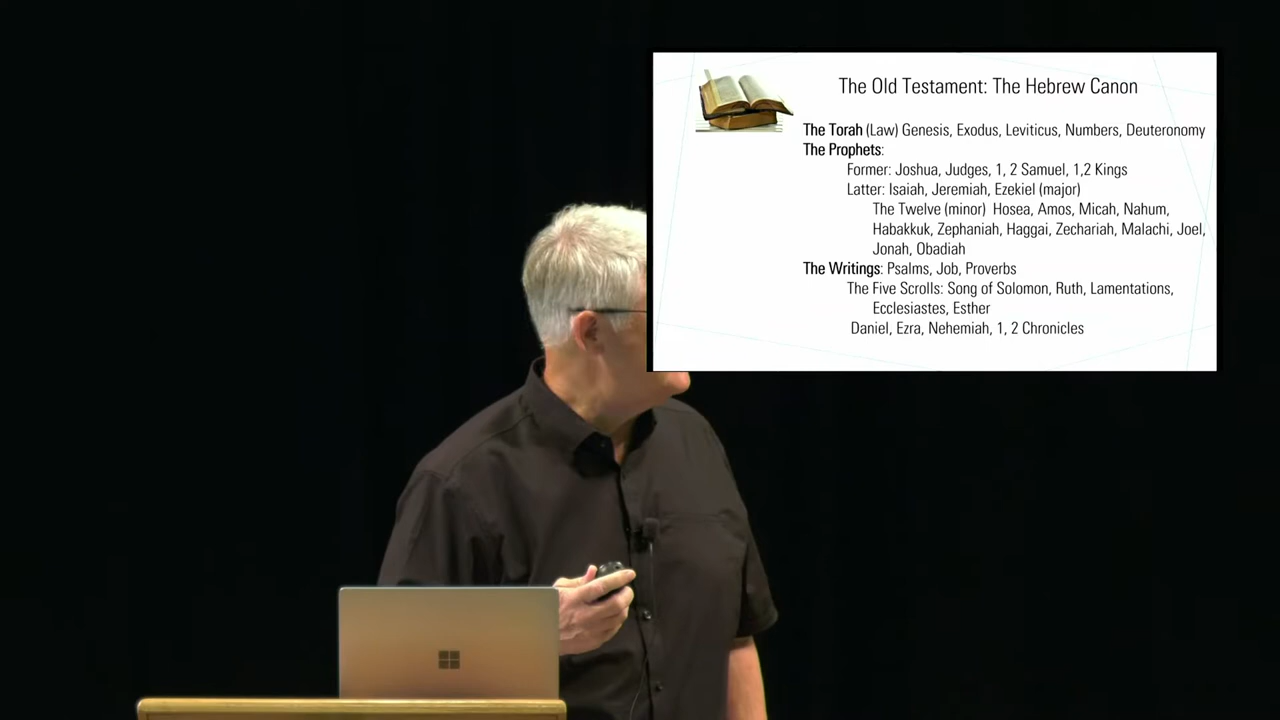 The Old Testament: The Hebrew Canon
The Torah (Law) Genesis, Exodus, Leviticus, Numbers, Deuteronomy
The Prophets:
Former: Joshua, Judges, 1, 2 Samuel, 1,2 Kings
Latter: Isaiah, Jeremiah, Ezekiel (major)
The Twelve (minor) Hosea, Amos, Micah, Nahum,
Habakkuk, Zephaniah, Haggai, Zechariah, Malachi, Joel,
Jonah, Obadiah
The Writings: Psalms, Job, Proverbs
The Five Scrolls: Song of Solomon, Ruth, Lamentations,
Ecclesiastes, Esther
Daniel, Ezra, Nehemiah, 1, 2 Chronicles